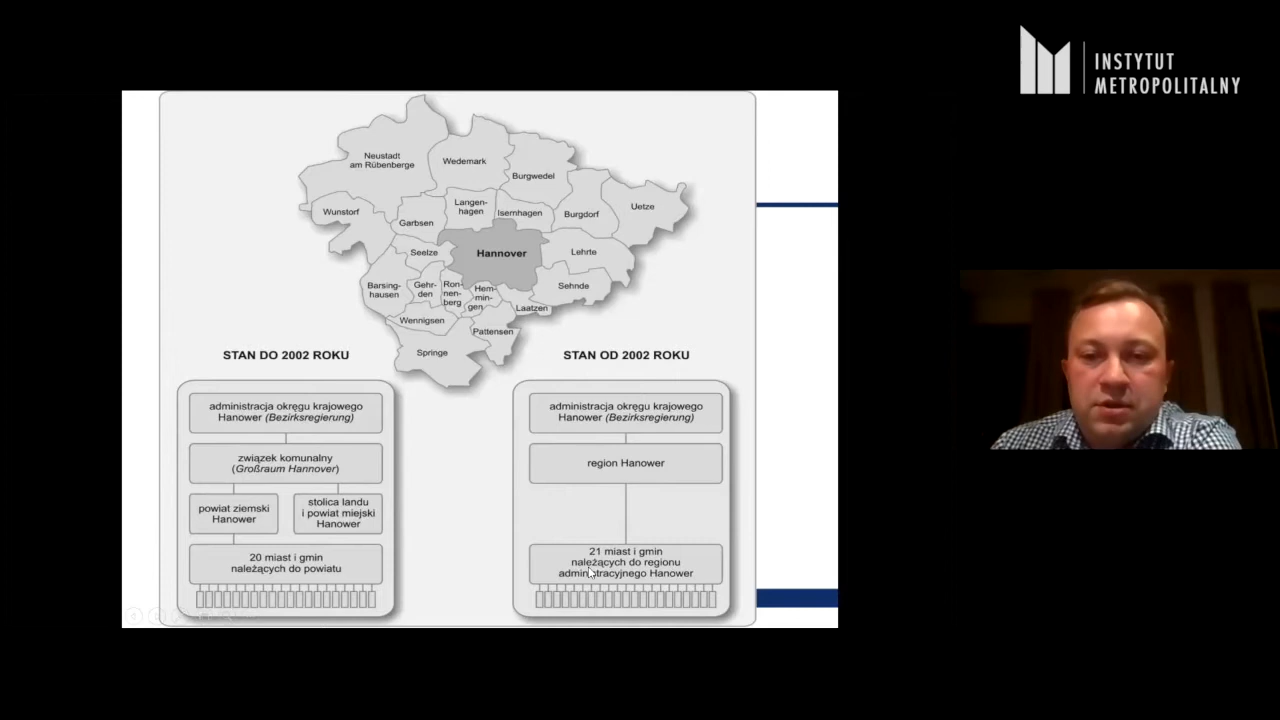 INSTYTUT
METROPOLITALNY
Neustadt
am Rübenberge
Wedemark
Burgwedel
Wunstorf
Garbsen
Langen-
hagen
Isernhagen
Burgdorf
Uetze
Seelze
Hannover
Lehrte
Barsing-
hausen
Gehr-
den
Ron-
nen-
berg
Hem-
min-
gen
Sehnde
Laatzen
Wennigsen
Pattensen
Springe
STAN DO 2002 ROKU
administracja okręgu krajowego
Hanower (Bezirksregierung)
związek komunalny
(Großraum Hannover)
powiat ziemski
Hanower
stolica landu
i powiat miejski
Hanower
20 miast i gmin
należących do powiatu
STAN OD 2002 ROKU
administracja okręgu krajowego
Hanower (Bezirksregierung)
region Hanower
21 miast i gmin
należących do regionu
administracyjnego Hanower